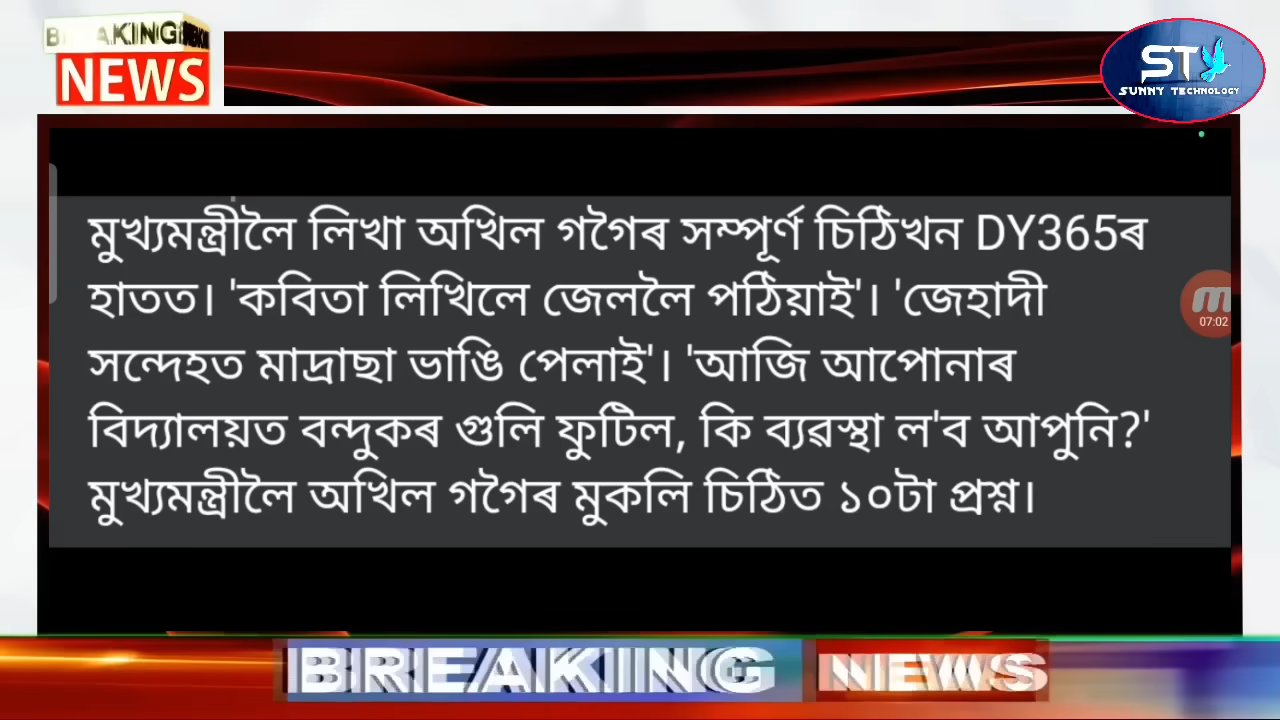 BREAKING
NEWS
ST
SUNNY TECHNOLOGY
মুখ্যমন্ত্ৰীলৈ লিখা অখিল গগৈৰ সম্পূৰ্ণ চিঠিখন DY365ৰ
হাতত। 'কবিতা লিখিলে জেললৈ পঠিয়াই'। 'জেহাদী
সন্দেহত মাদ্ৰাছা ভাঙি পেলাই'। 'আজি আপোনাৰ
বিদ্যালয়ত বন্দুকৰ গুলি ফুটিল, কি ব্যৱস্থা ল'ব আপুনি?'
মুখ্যমন্ত্ৰীলৈ অখিল গগৈৰ মুকলি চিঠিত ১০টা প্ৰশ্ন।
07:02
BREAKING NEWS